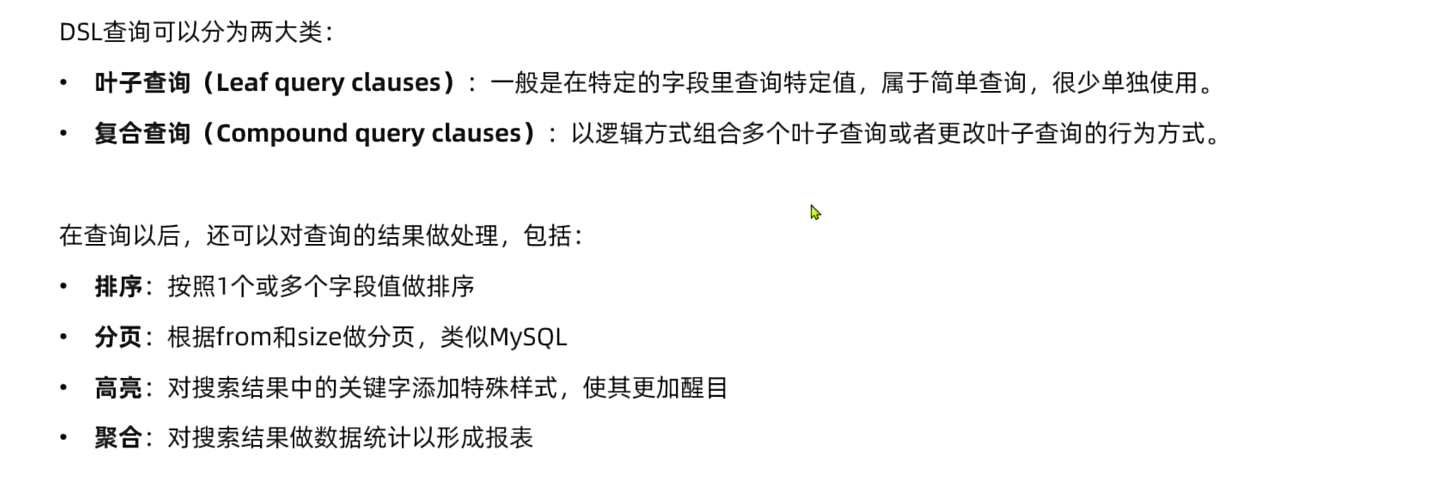 DSL查询可以分为两大类：
• 叶子查询（Leaf query clauses）：一般是在特定的字段里查询特定值，属于简单查询，很少单独使用。
• 复合查询（Compound query clauses）：以逻辑方式组合多个叶子查询或者更改叶子查询的行为方式。
在查询以后，还可以对查询的结果做处理，包括：
• 排序：按照1个或多个字段值做排序
• 分页：根据from和size做分页，类似MySQL
• 高亮：对搜索结果中的关键字添加特殊样式，使其更加醒目
• 聚合：对搜索结果做数据统计以形成报表